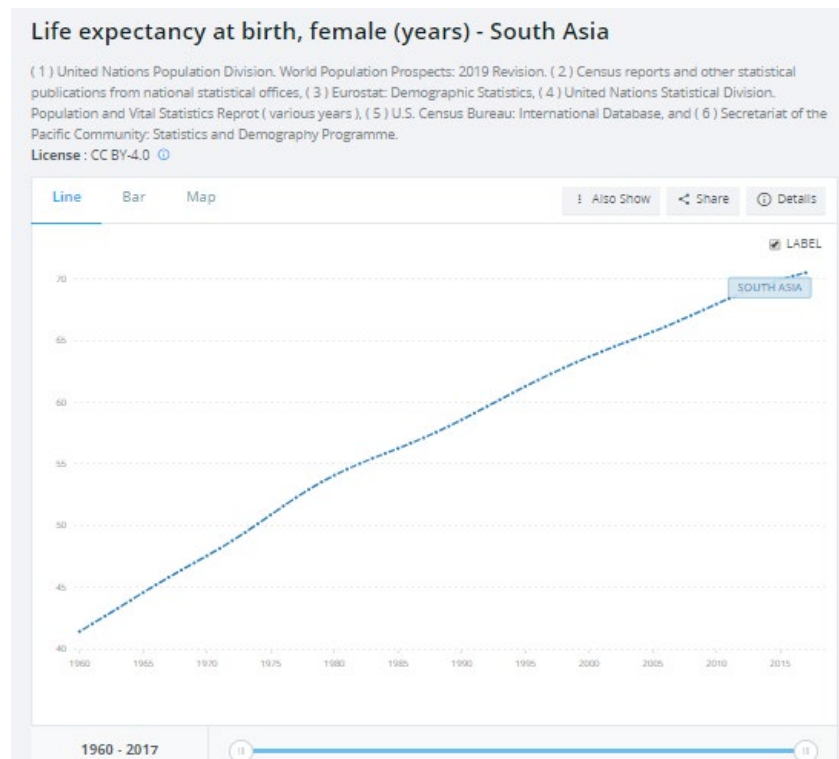 Life expectancy at birth, female (years) - South Asia
( 1 ) United Nations Population Division. World Population Prospects: 2019 Revision. ( 2 ) Census reports and other statistical
publications from national statistical offices, ( 3 ) Eurostat: Demographic Statistics, ( 4 ) United Nations Statistical Division.
Population and Vital Statistics Reprot ( various years ), ( 5 ) U.S. Census Bureau: International Database, and ( 6 ) Secretariat of the
Pacific Community: Statistics and Demography Programme.
License : CC BY-4.0
Line Bar Map Also Show Share Details
LABEL
70
SOUTH ASIA
65
60
55
50
45
40
1960 1965 1970 1975 1980 1985 1990 1995 2000 2005 2010 2015
1960 - 2017